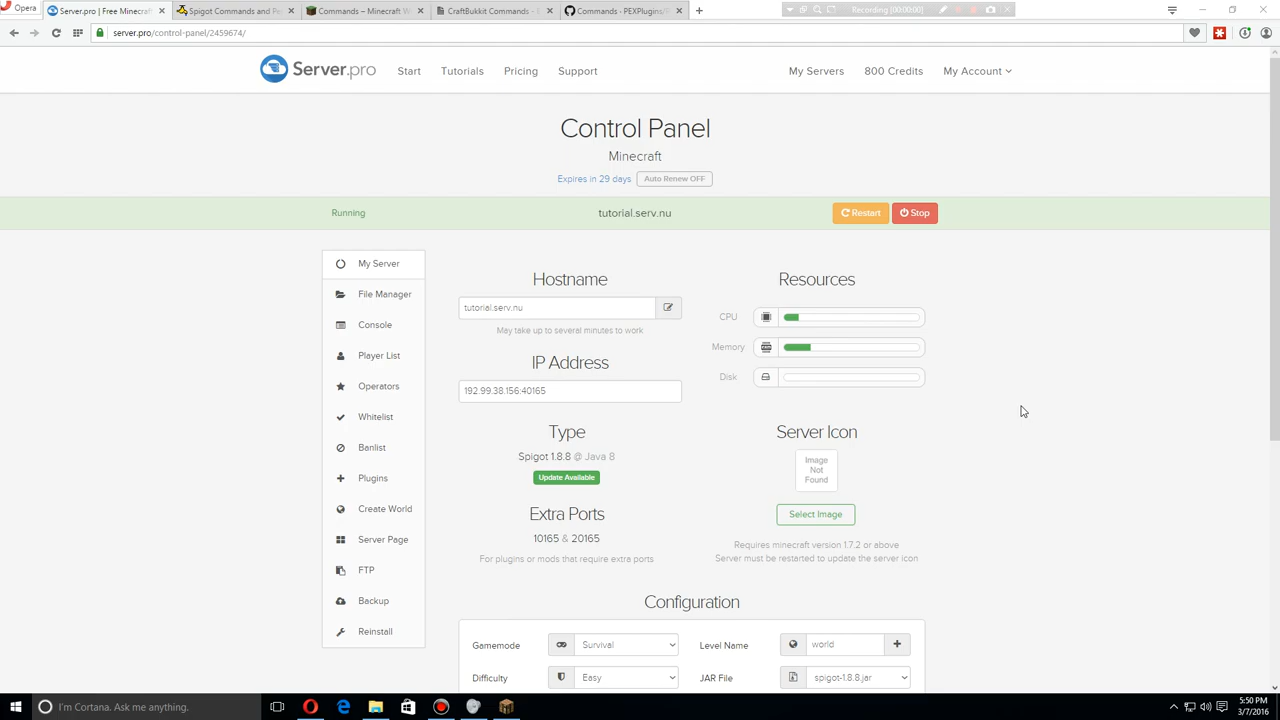 Opera
Server.pro | Free Minecraft
Spigot Commands and Pe
Commands – Minecraft W
CraftBukkit Commands | B
Commands · PEXPlugins/P
Recording [00:00:00]
server.pro/control-panel/2459674/
Server.pro
Start
Tutorials
Pricing
Support
My Servers
800 Credits
My Account
Control Panel
Minecraft
Expires in 29 days
Auto Renew OFF
Running
tutorial.serv.nu
Restart
Stop
My Server
File Manager
Console
Player List
Operators
Whitelist
Banlist
Plugins
Create World
Server Page
FTP
Backup
Reinstall
Hostname
tutorial.serv.nu
May take up to several minutes to work
IP Address
192.99.38.156:40165
Type
Spigot 1.8.8 @ Java 8
Update Available
Extra Ports
10165 & 20165
For plugins or mods that require extra ports
Resources
CPU
Memory
Disk
Server Icon
Image
Not
Found
Select Image
Requires minecraft version 1.7.2 or above
Server must be restarted to update the server icon
Configuration
Gamemode
Survival
Level Name
world
Difficulty
Easy
JAR File
spigot-1.8.8.jar
I'm Cortana. Ask me anything.
5:50 PM
3/7/2016